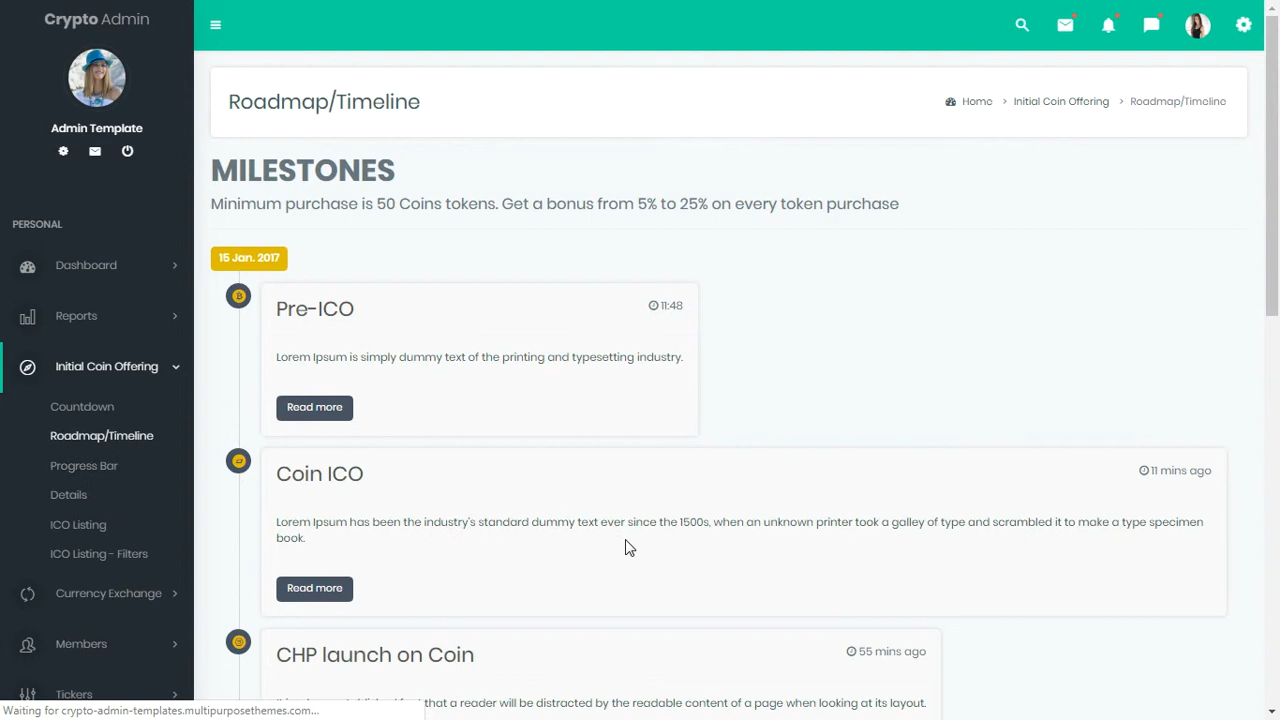 Crypto Admin
Admin Template
PERSONAL
Dashboard
Reports
Initial Coin Offering
Countdown
Roadmap/Timeline
Progress Bar
Details
ICO Listing
ICO Listing - Filters
Currency Exchange
Members
Tickers
Roadmap/Timeline
Home > Initial Coin Offering > Roadmap/Timeline
MILESTONES
Minimum purchase is 50 Coins tokens. Get a bonus from 5% to 25% on every token purchase
15 Jan. 2017
Pre-ICO
11:48
Lorem Ipsum is simply dummy text of the printing and typesetting industry.
Read more
Coin ICO
11 mins ago
Lorem Ipsum has been the industry's standard dummy text ever since the 1500s, when an unknown printer took a galley of type and scrambled it to make a type specimen
book.
Read more
CHP launch on Coin
55 mins ago
that a reader will be distracted by the readable content of a page when looking at its layout.
Waiting for crypto-admin-templates.multipurposethemes.com...